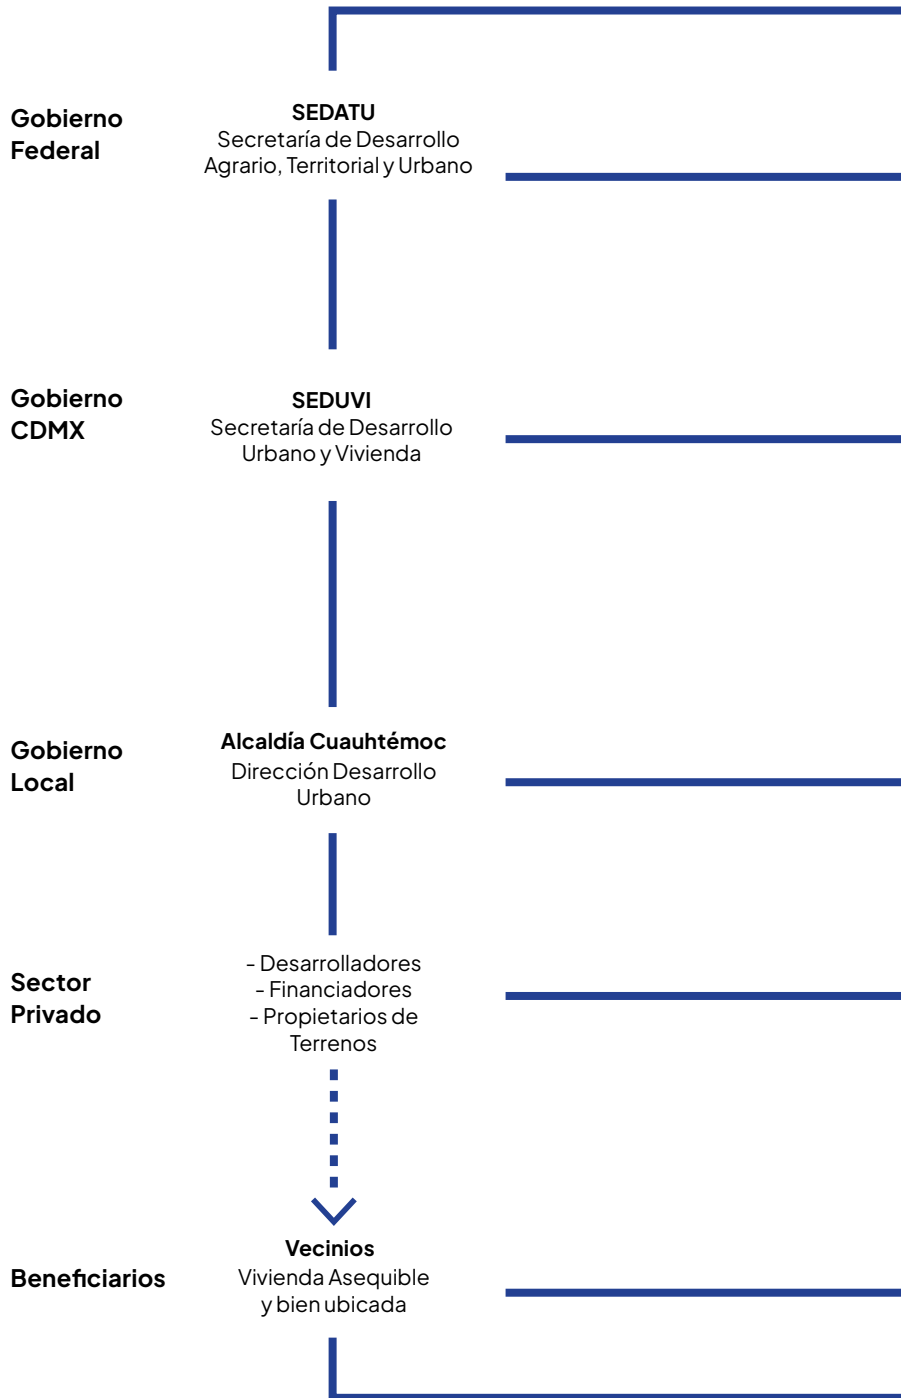 Gobierno
Federal
SEDATU
Secretaría de Desarrollo
Agrario, Territorial y Urbano
Gobierno
CDMX
SEDUVI
Secretaría de Desarrollo
Urbano y Vivienda
Gobierno
Local
Alcaldía Cuauhtémoc
Dirección Desarrollo
Urbano
Sector
Privado
- Desarrolladores
- Financiadores
- Propietarios de
Terrenos
Beneficiarios
Vecinios
Vivienda Asequible
y bien ubicada